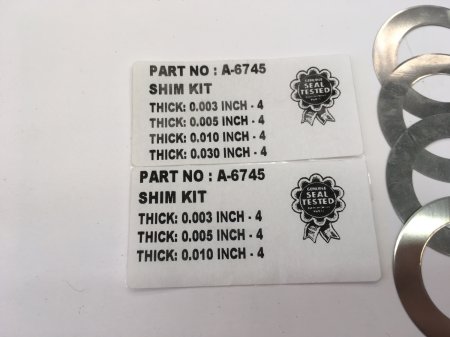 PART NO : A-6745
SHIM KIT
THICK: 0.003 INCH - 4
THICK: 0.005 INCH - 4
THICK: 0.010 INCH - 4
THICK: 0.030 INCH - 4
GENUINE
SEAL
TESTED
PART NO : A-6745
SHIM KIT
THICK: 0.003 INCH - 4
THICK: 0.005 INCH - 4
THICK: 0.010 INCH - 4
GENUINE
SEAL
TESTED